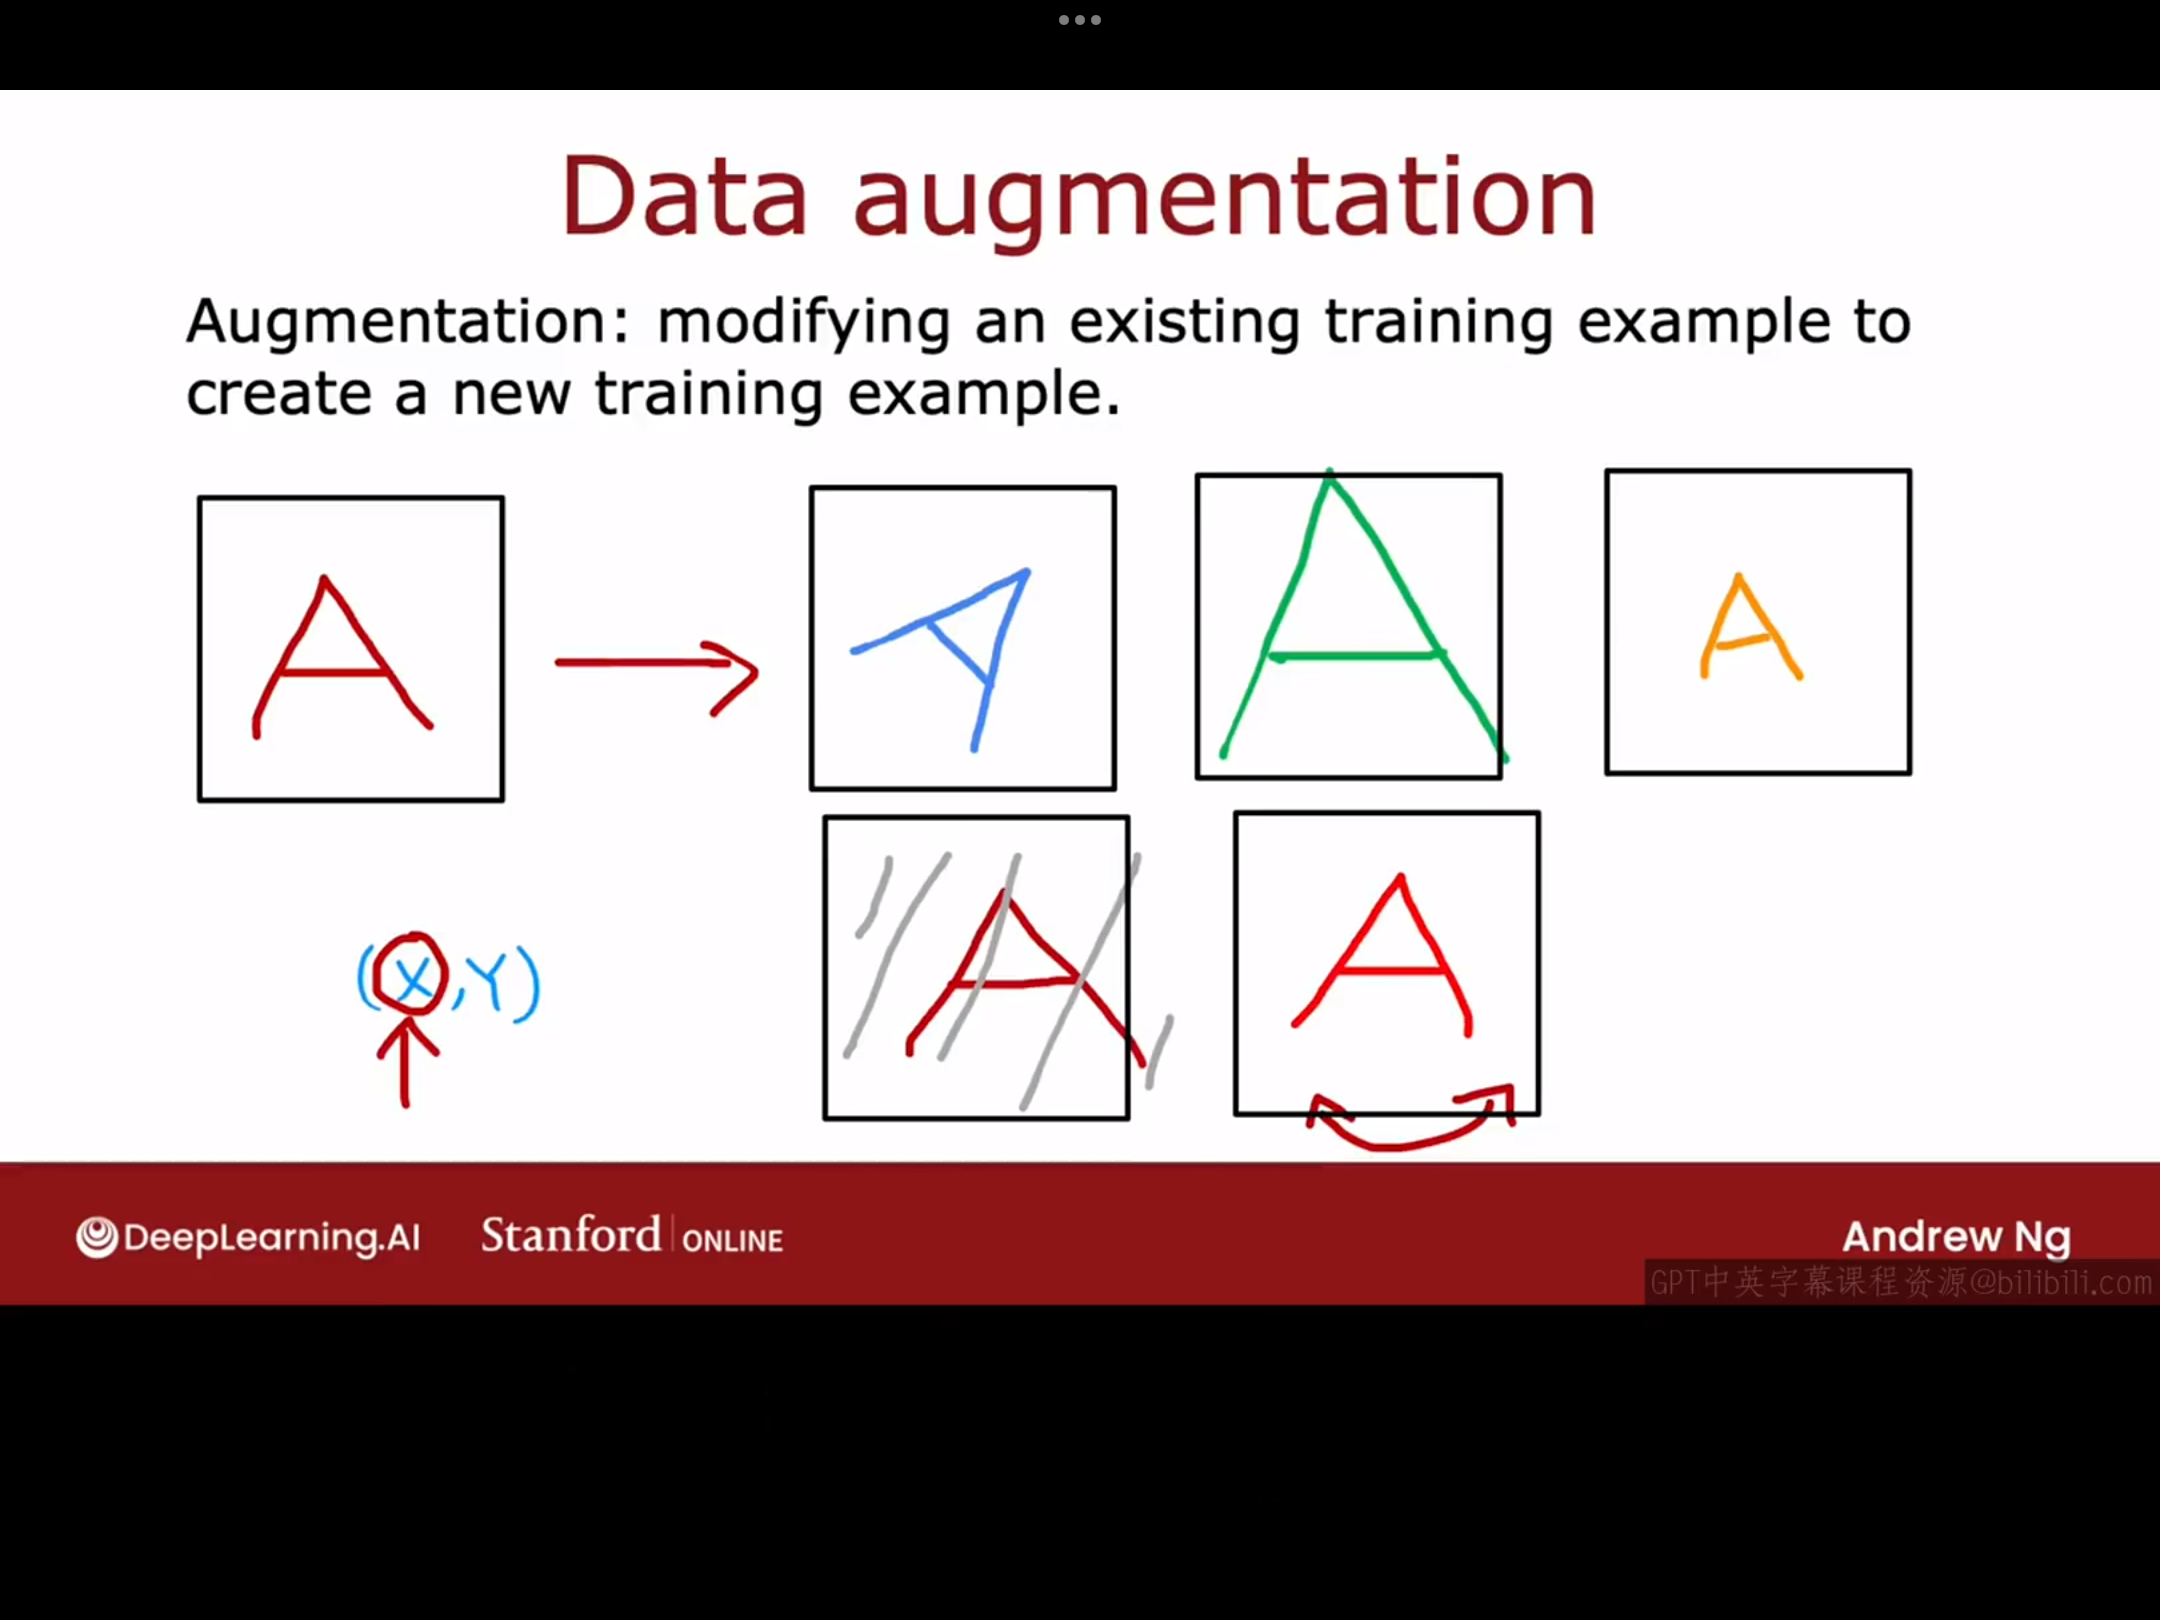 Data augmentation
Augmentation: modifying an existing training example to
create a new training example.
A
A
A
A
(X,Y)
A
A
DeepLearning.AI
Stanford | ONLINE
Andrew Ng
GPT中英字幕课程资源@bilibili.com